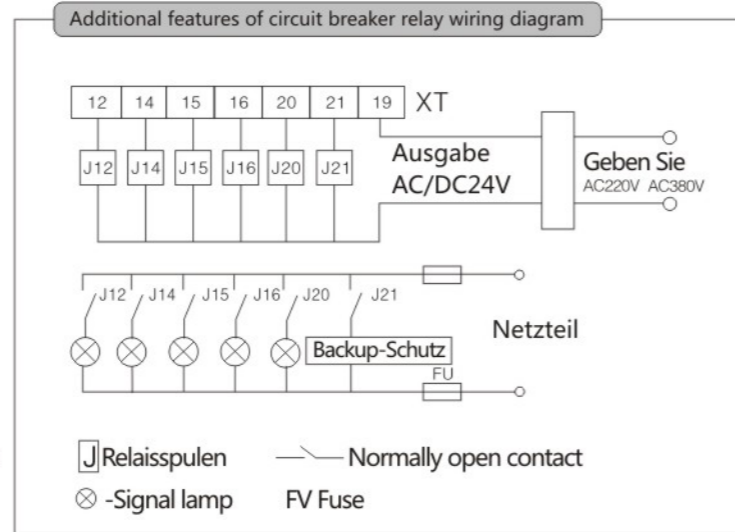 Additional features of circuit breaker relay wiring diagram
12 14 15 16 20 21 19 XT
J12 J14 J15 J16 J20 J21
Ausgabe
AC/DC24V
Geben Sie
AC220V AC380V
J12 J14 J15 J16 J20 J21
Netzteil
Backup-Schutz
FU
J Relaisspulen
Normally open contact
-Signal lamp
FV Fuse